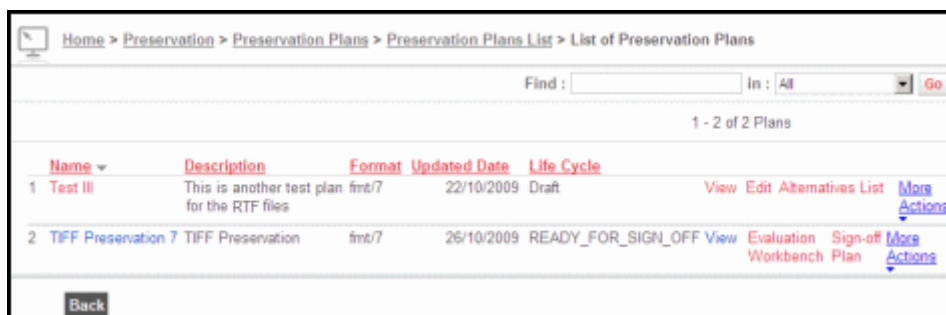 Home > Preservation > Preservation Plans > Preservation Plans List > List of Preservation Plans
Find : in : All Go
1 - 2 of 2 Plans
Name Description Format Updated Date Life Cycle
1 Test III This is another test plan fmt/7 22/10/2009 Draft View Edit Alternatives List More
for the RTF files Actions
2 TIFF Preservation 7 TIFF Preservation fmt/7 26/10/2009 READY_FOR_SIGN_OFF View Evaluation Sign-off More
Workbench Plan Actions
Back